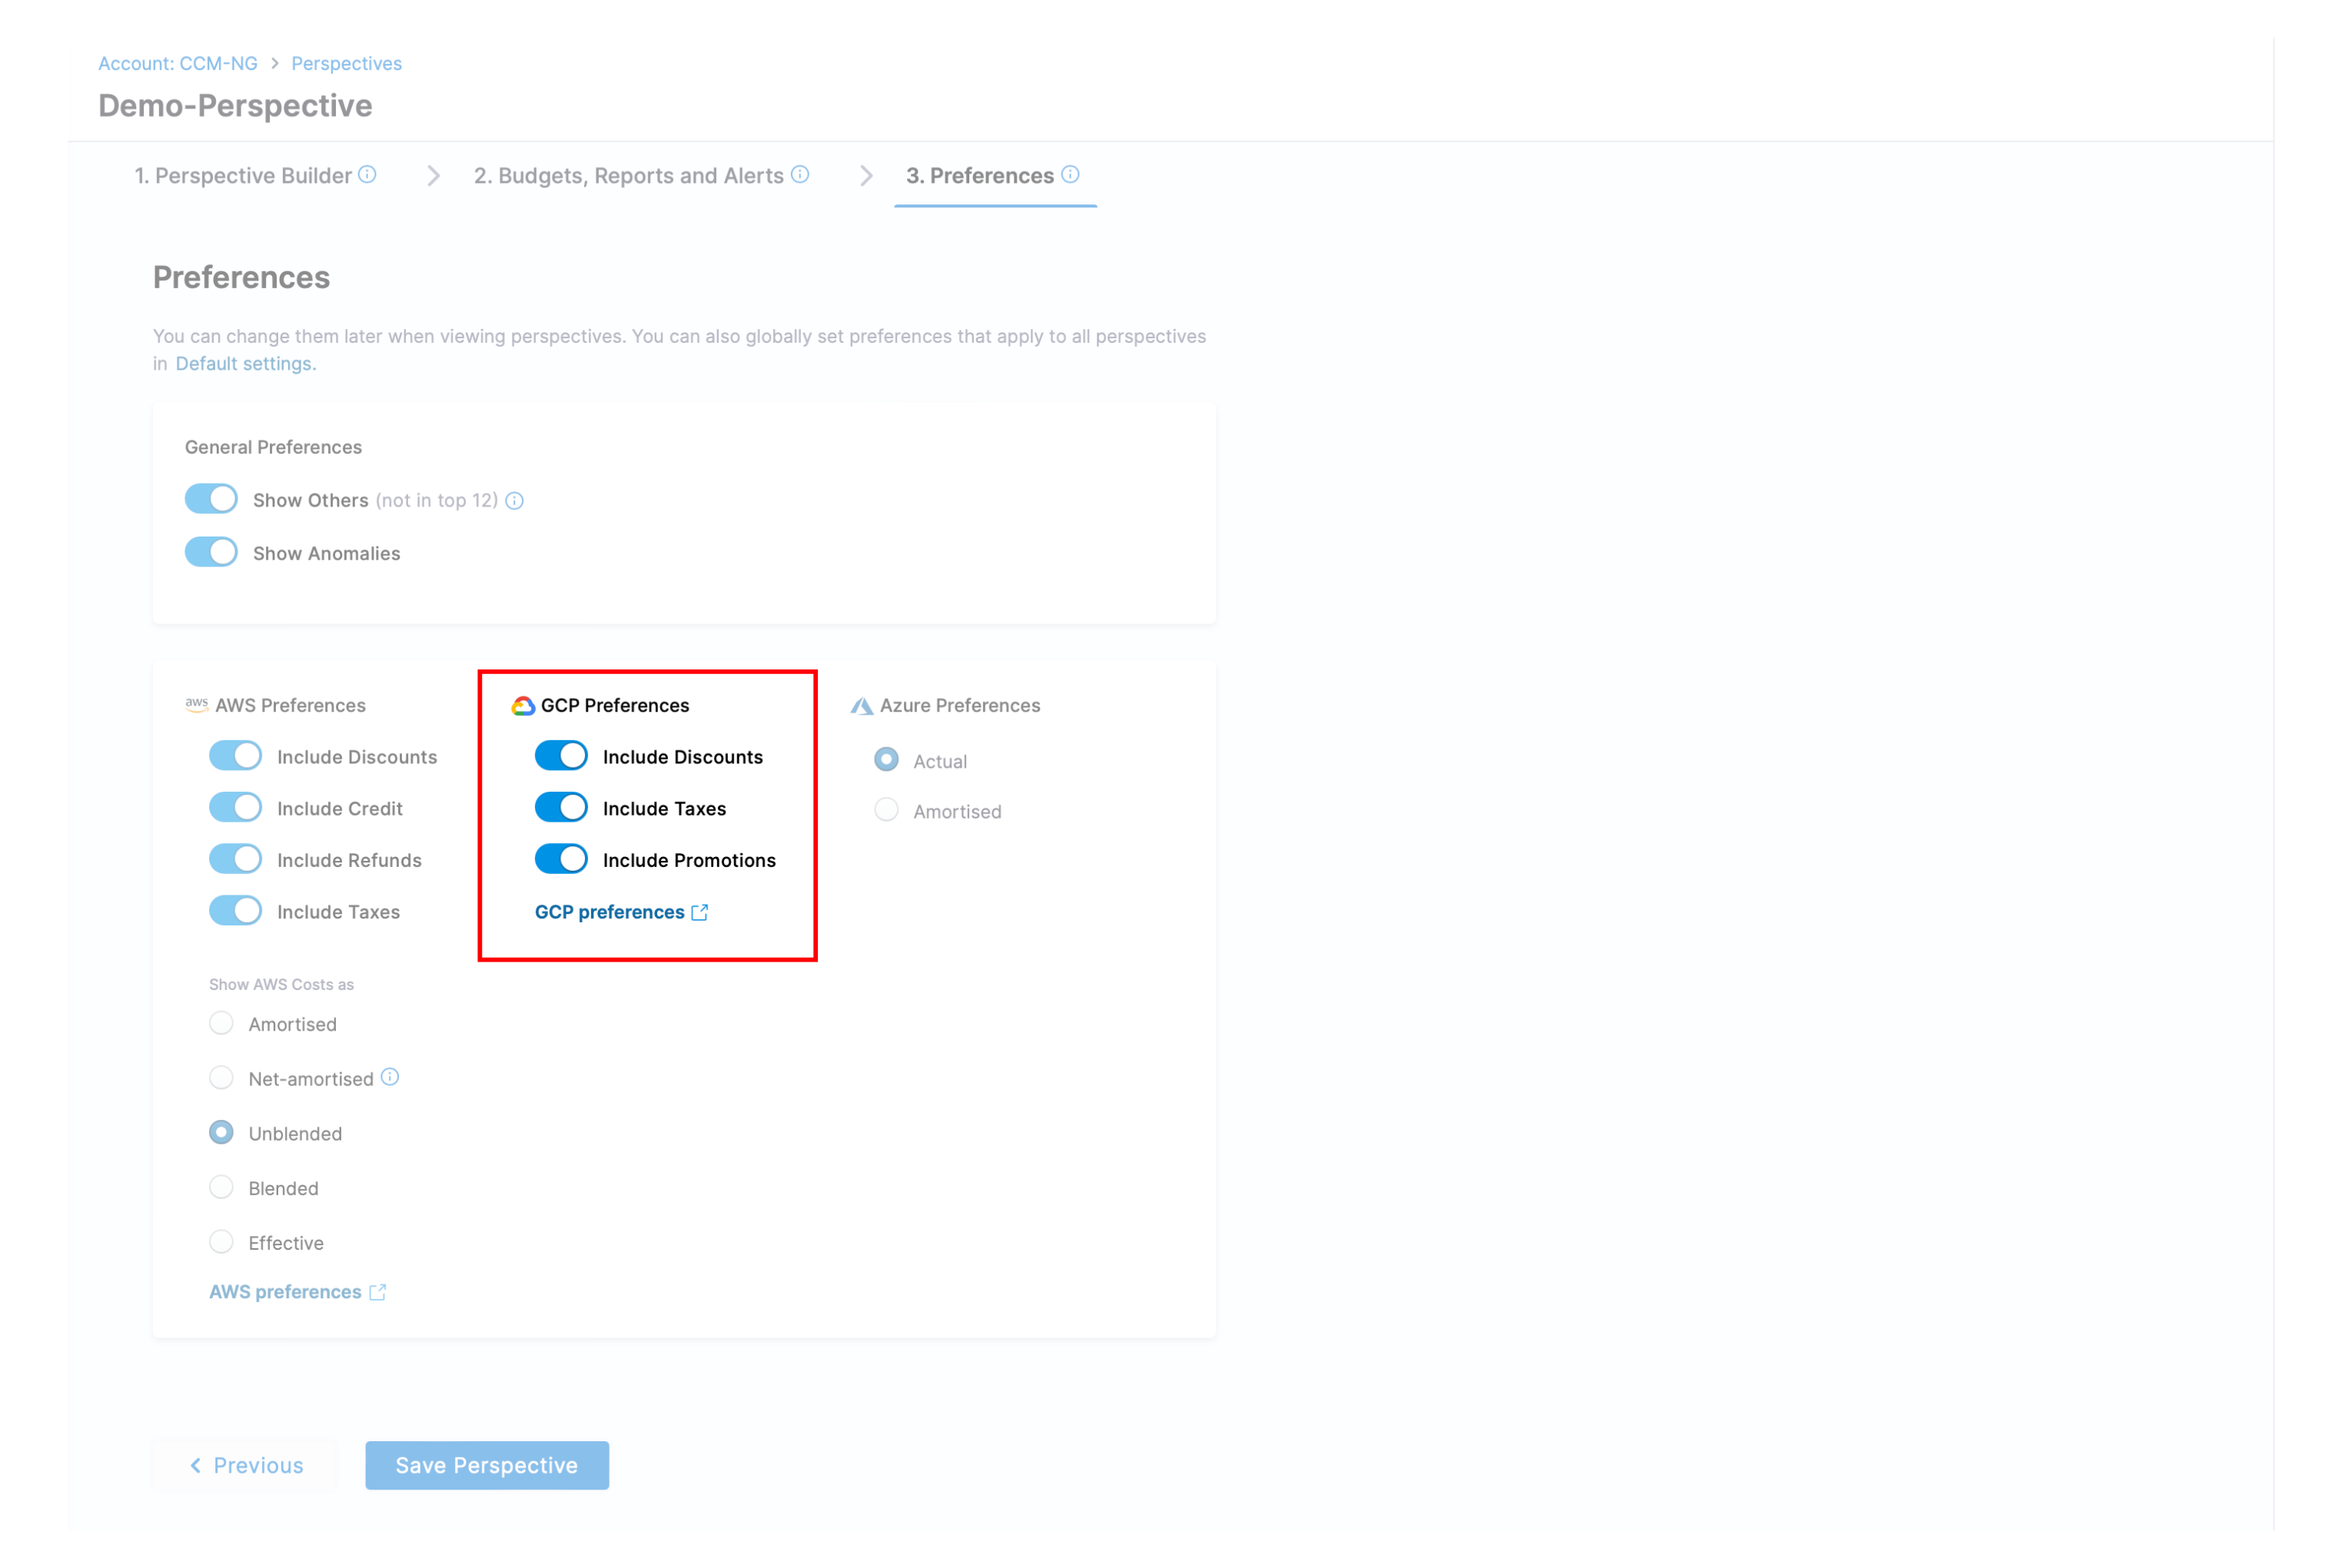 Account: CCM-NG > Perspectives
Demo-Perspective
1. Perspective Builder > 2. Budgets, Reports and Alerts > 3. Preferences
Preferences
You can change them later when viewing perspectives. You can also globally set preferences that apply to all perspectives
in Default settings.
General Preferences
Show Others (not in top 12)
Show Anomalies
aws AWS Preferences
Include Discounts
Include Credit
Include Refunds
Include Taxes
Show AWS Costs as
Amortised
Net-amortised
Unblended
Blended
Effective
AWS preferences
GCP Preferences
Include Discounts
Include Taxes
Include Promotions
GCP preferences
Azure Preferences
Actual
Amortised
< Previous
Save Perspective